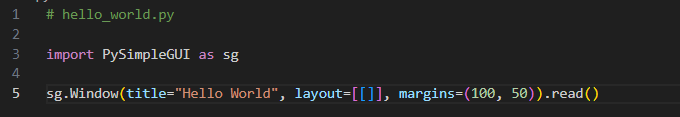 1 # hello_world.py
2
3 import PySimpleGUI as sg
4
5 sg.Window(title="Hello World", layout=[[]], margins=(100, 50)).read()